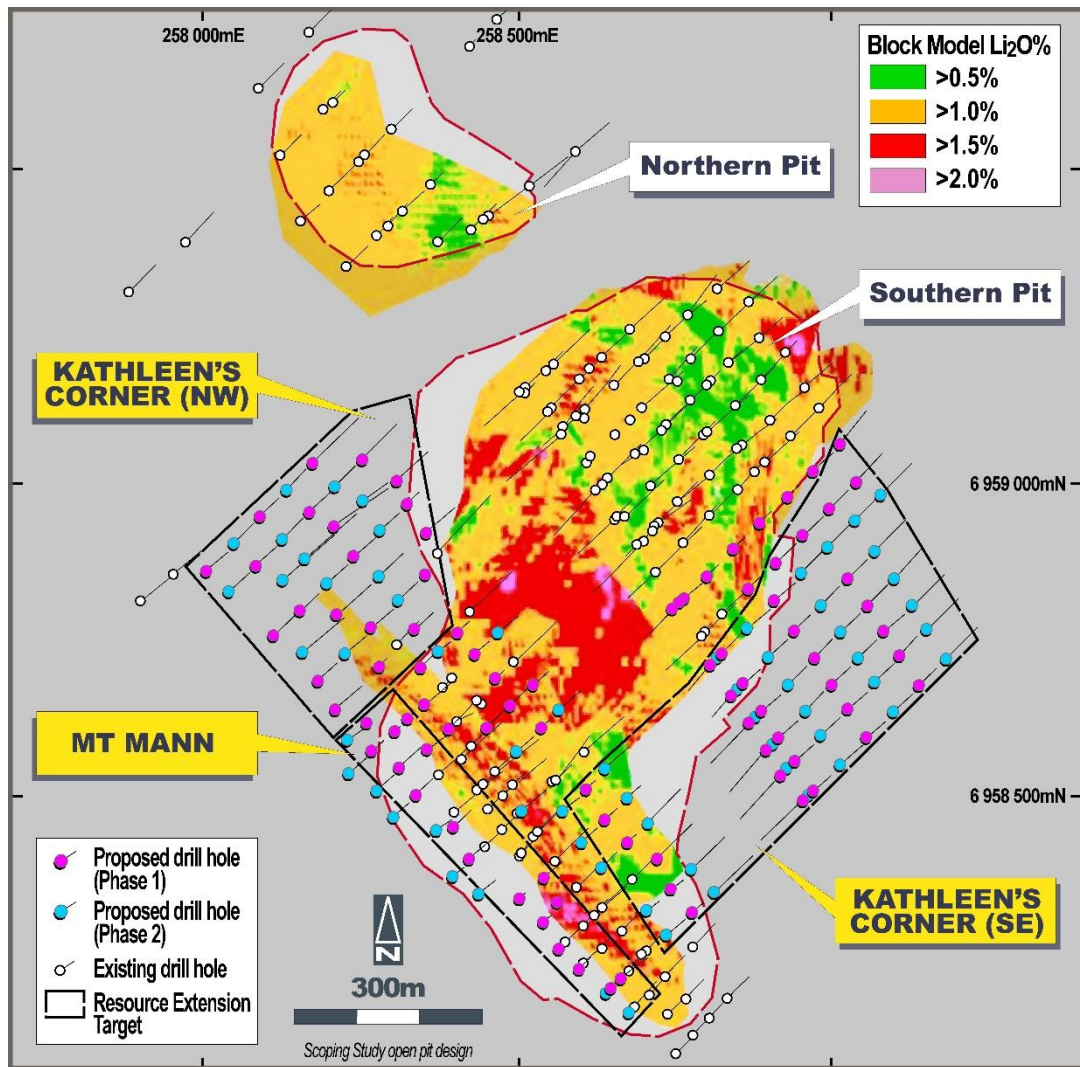 258 000mE
258 500mE
Block Model Li₂O%
>0.5%
>1.0%
>1.5%
>2.0%
Northern Pit
Southern Pit
KATHLEEN'S
CORNER (NW)
6 959 000mN
MT MANN
6 958 500mN
Proposed drill hole
(Phase 1)
Proposed drill hole
(Phase 2)
Existing drill hole
Resource Extension
Target
N
300m
Scoping Study open pit design
KATHLEEN'S
CORNER (SE)